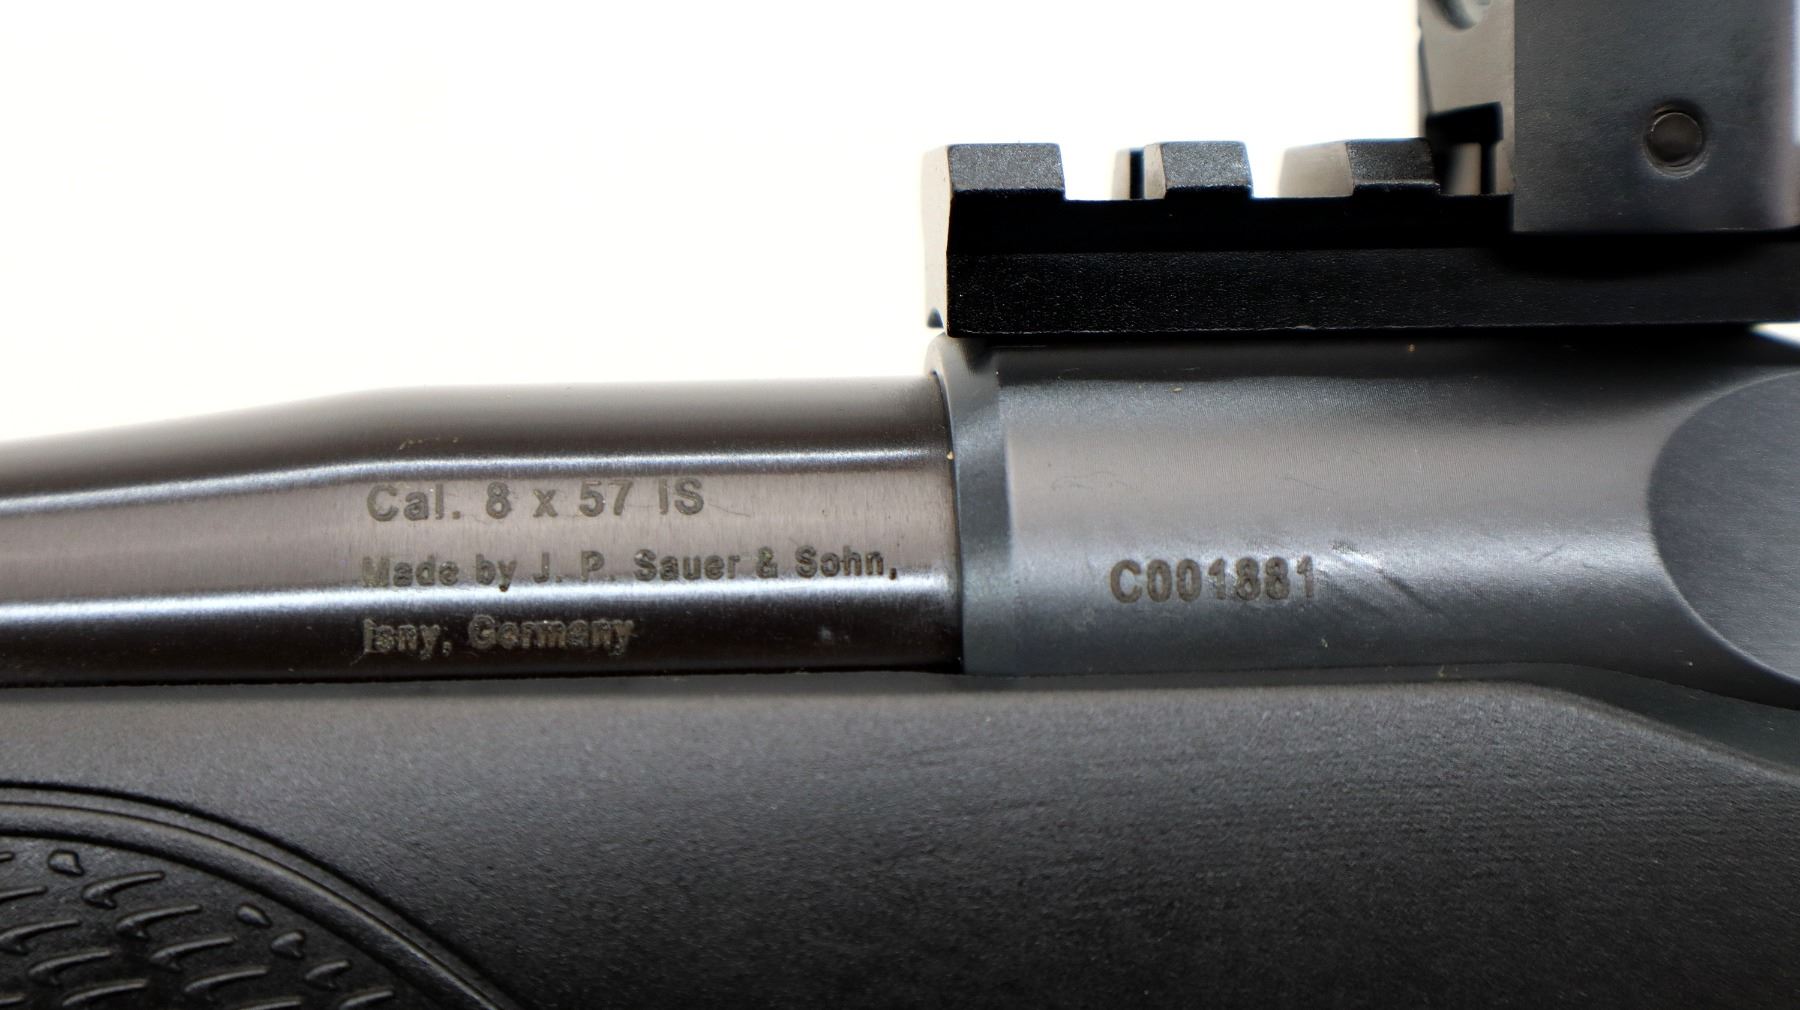 Cal. 8 x 57 IS
Made by J. P. Sauer & Sohn,
Isny, Germany
C001881